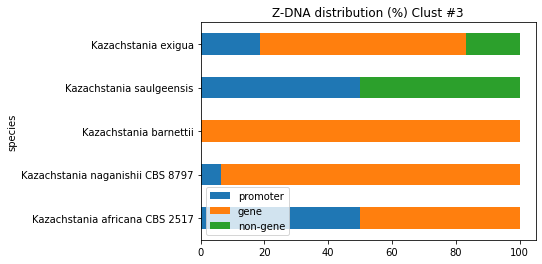 Z-DNA distribution (%) Clust #3
species
Kazachstania exigua
Kazachstania saulgeensis
Kazachstania barnettii
Kazachstania naganishii CBS 8797
Kazachstania africana CBS 2517
promoter
gene
non-gene
0 20 40 60 80 100